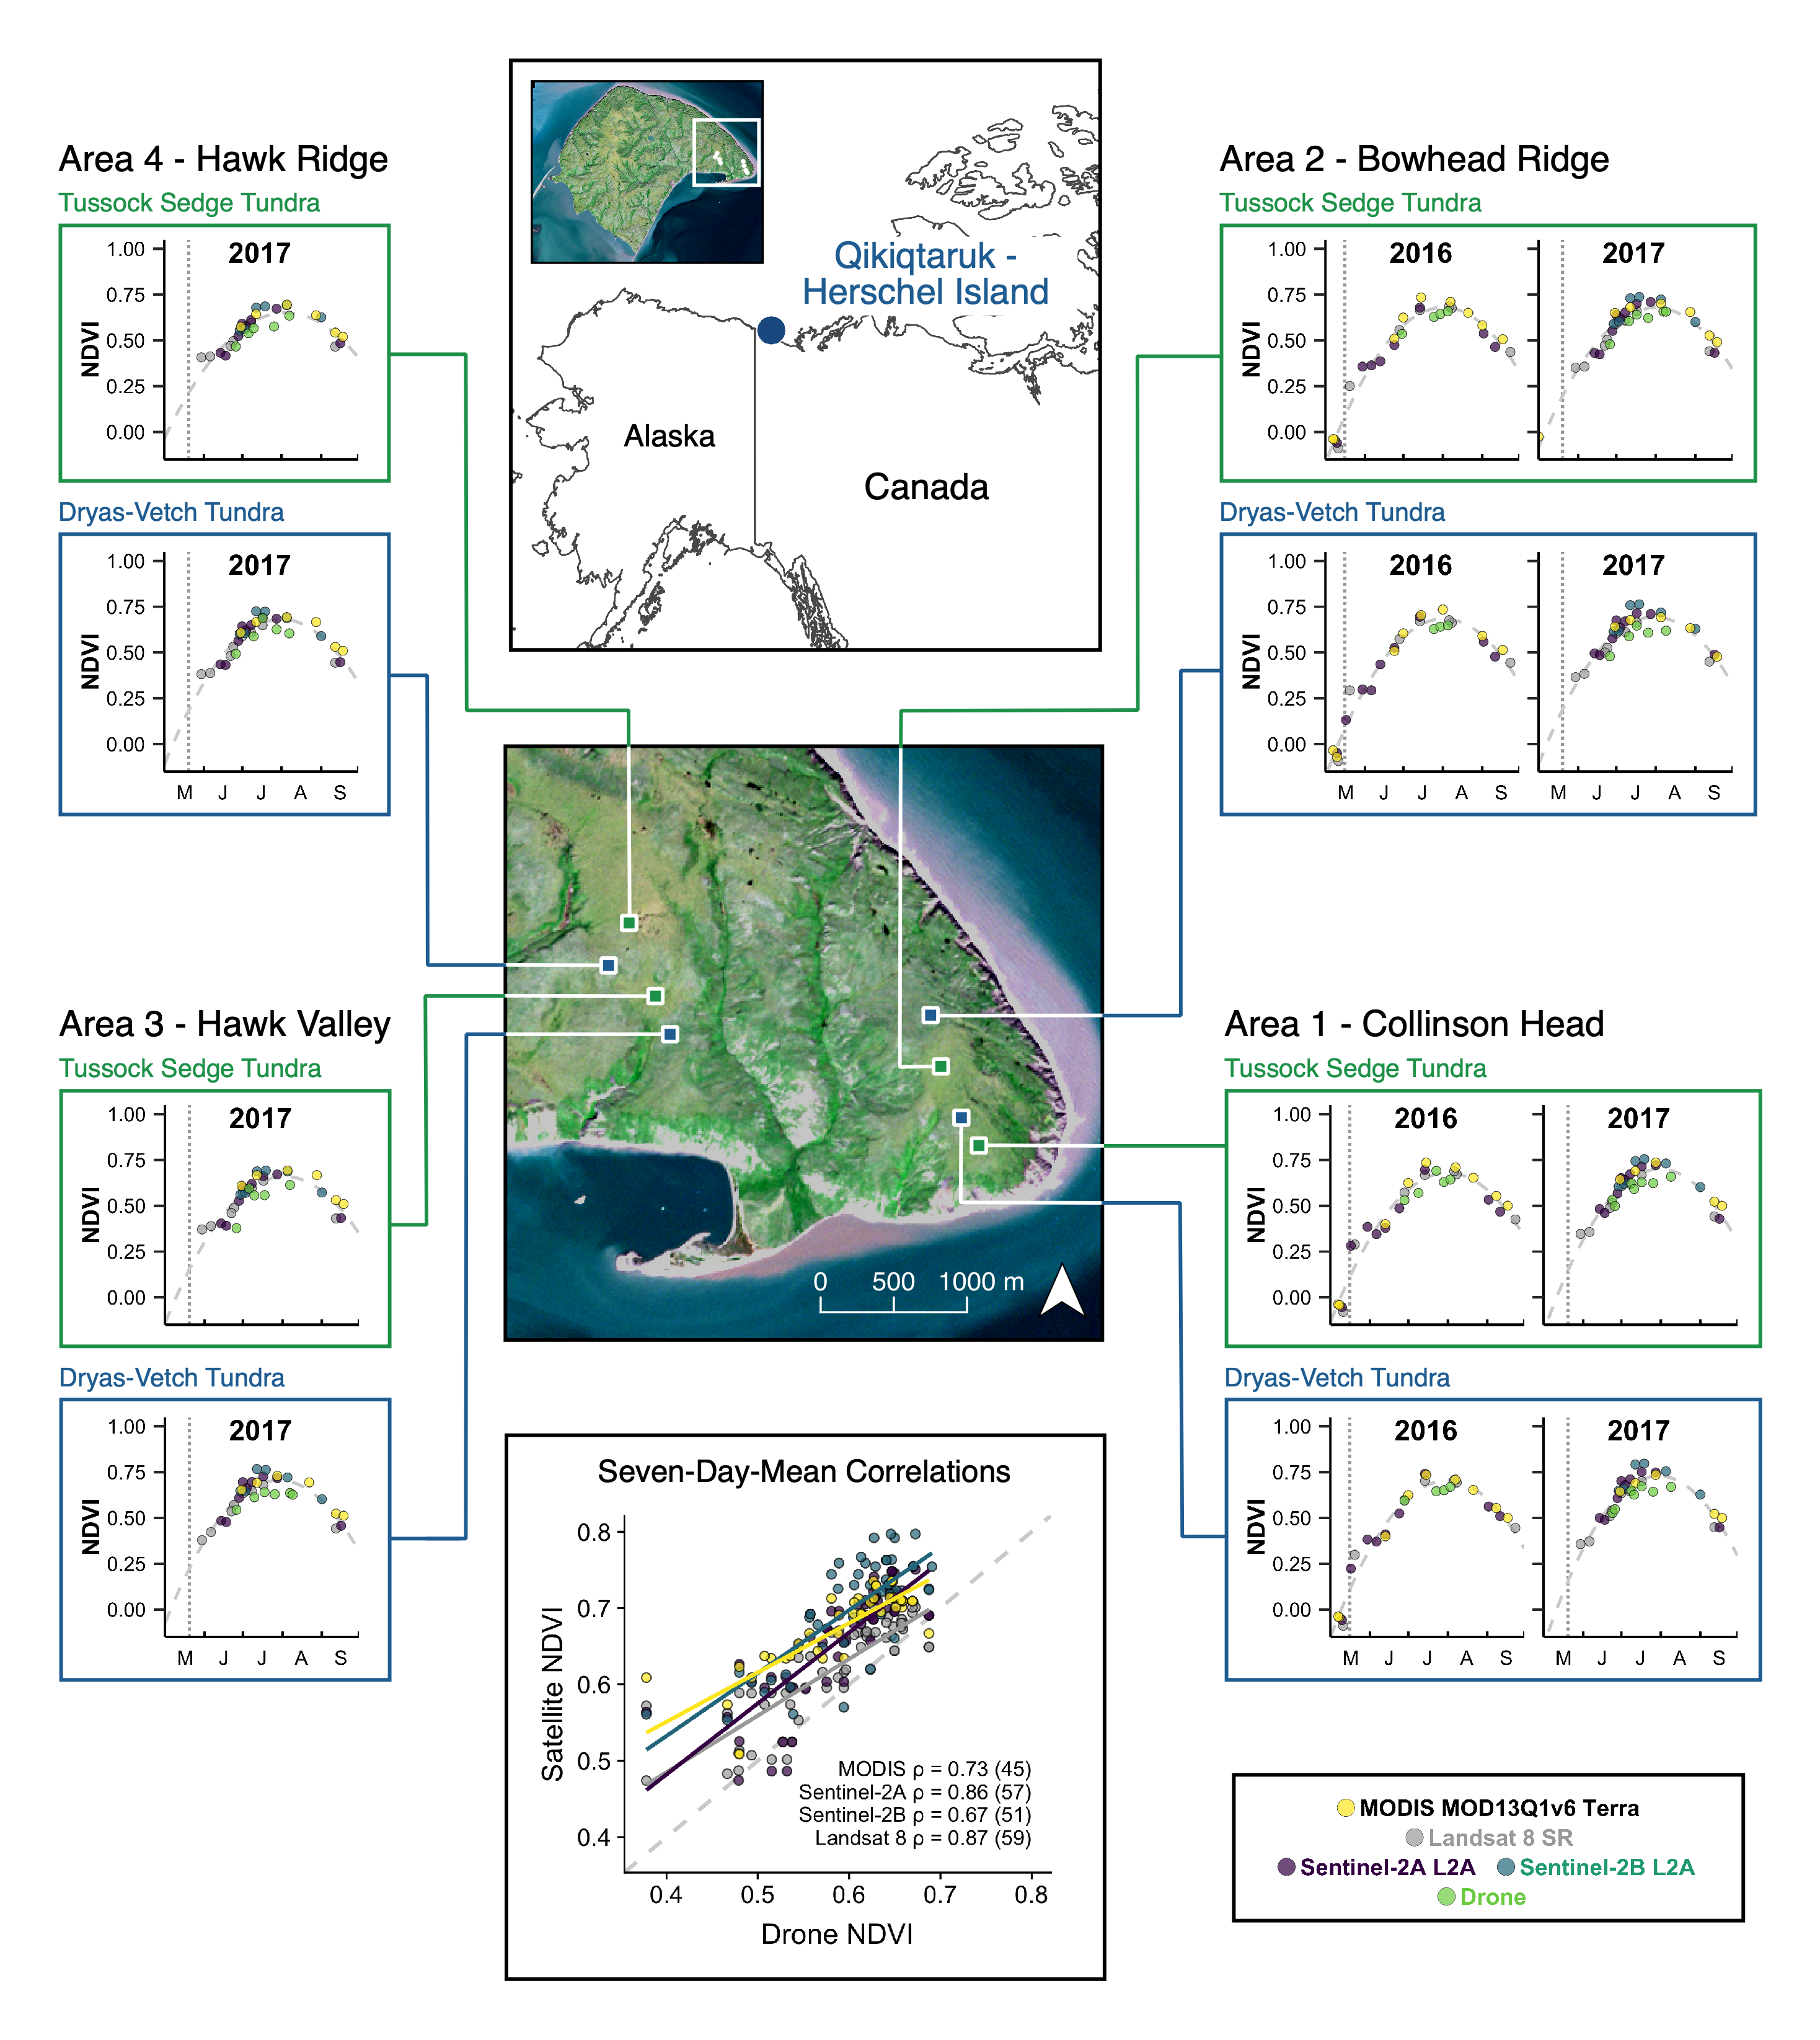 Area 4 - Hawk Ridge
Tussock Sedge Tundra
2017
1.00
0.75
0.50
0.25
0.00
NDVI
Dryas-Vetch Tundra
2017
1.00
0.75
0.50
0.25
0.00
NDVI
M J J A S
Qikiqtaruk -
Herschel Island
Alaska
Canada
Area 2 - Bowhead Ridge
Tussock Sedge Tundra
2016 2017
1.00
0.75
0.50
0.25
0.00
NDVI
Dryas-Vetch Tundra
2016 2017
1.00
0.75
0.50
0.25
0.00
NDVI
M J J A S M J J A S
Area 3 - Hawk Valley
Tussock Sedge Tundra
2017
1.00
0.75
0.50
0.25
0.00
NDVI
Dryas-Vetch Tundra
2017
1.00
0.75
0.50
0.25
0.00
NDVI
M J J A S
0 500 1000 m
Area 1 - Collinson Head
Tussock Sedge Tundra
2016 2017
1.00
0.75
0.50
0.25
0.00
NDVI
Dryas-Vetch Tundra
2016 2017
1.00
0.75
0.50
0.25
0.00
NDVI
M J J A S M J J A S
Seven-Day-Mean Correlations
0.8
0.7
0.6
0.5
0.4
Satellite NDVI
MODIS ρ = 0.73 (45)
Sentinel-2A ρ = 0.86 (57)
Sentinel-2B ρ = 0.67 (51)
Landsat 8 ρ = 0.87 (59)
0.4 0.5 0.6 0.7 0.8
Drone NDVI
MODIS MOD13Q1v6 Terra
Landsat 8 SR
Sentinel-2A L2A Sentinel-2B L2A
Drone